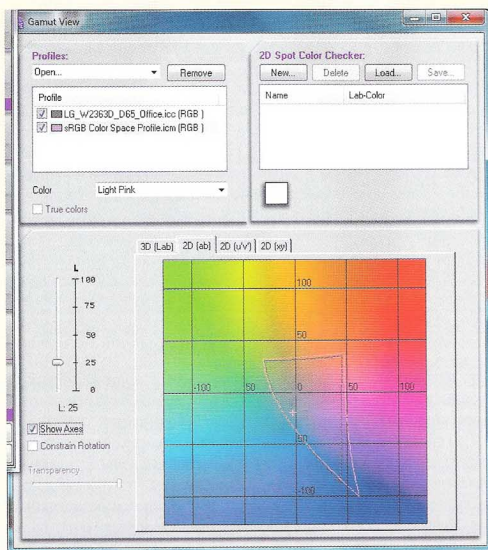 Gamut View
Profiles:
Open...
Remove
Profile
LG_W2363D_D65_Office.icc (RGB )
sRGB Color Space Profile.icm (RGB )
Color
Light Pink
True colors
2D Spot Color Checker:
New...
Delete
Load...
Save...
Name
Lab-Color
3D (Lab)
2D (ab)
2D (u'v')
2D (xy)
L
100
75
50
25
0
L: 25
Show Axes
Constrain Rotation
Transparency
100
50
-100
-50
0
50
100
-50
-100